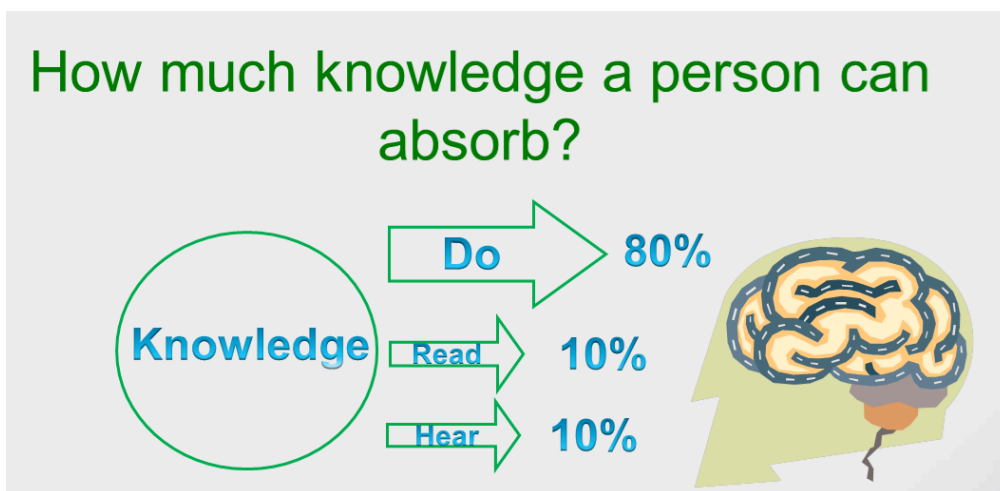 How much knowledge a person can
absorb?
Do
80%
Knowledge
Read
10%
Hear
10%